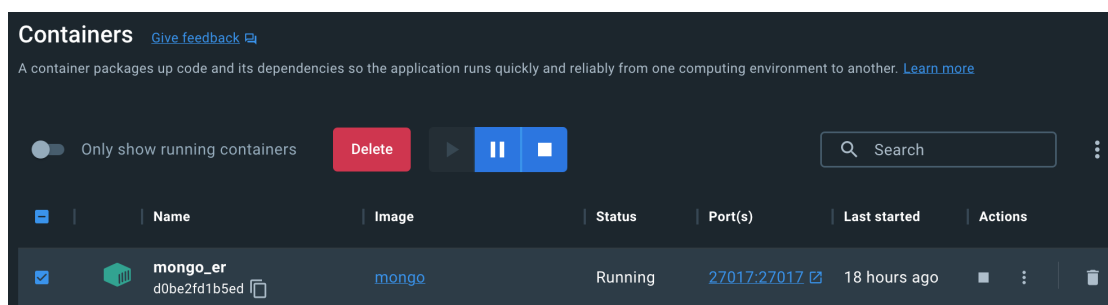 Containers Give feedback
A container packages up code and its dependencies so the application runs quickly and reliably from one computing environment to another. Learn more
Only show running containers Delete Search
Name Image Status Port(s) Last started Actions
mongo_er mongo Running 27017:27017 18 hours ago
d0be2fd1b5ed